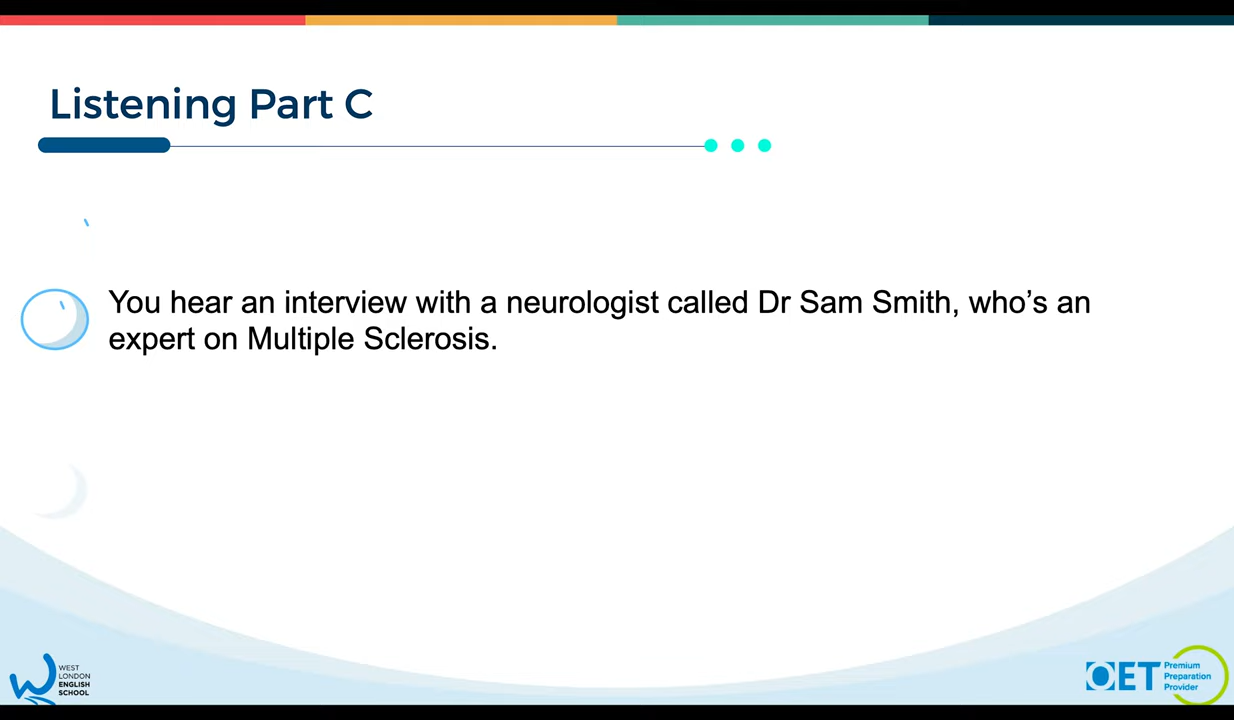 Listening Part C
You hear an interview with a neurologist called Dr Sam Smith, who’s an
expert on Multiple Sclerosis.
WEST
LONDON
ENGLISH
SCHOOL
OET
Premium
Preparation
Provider